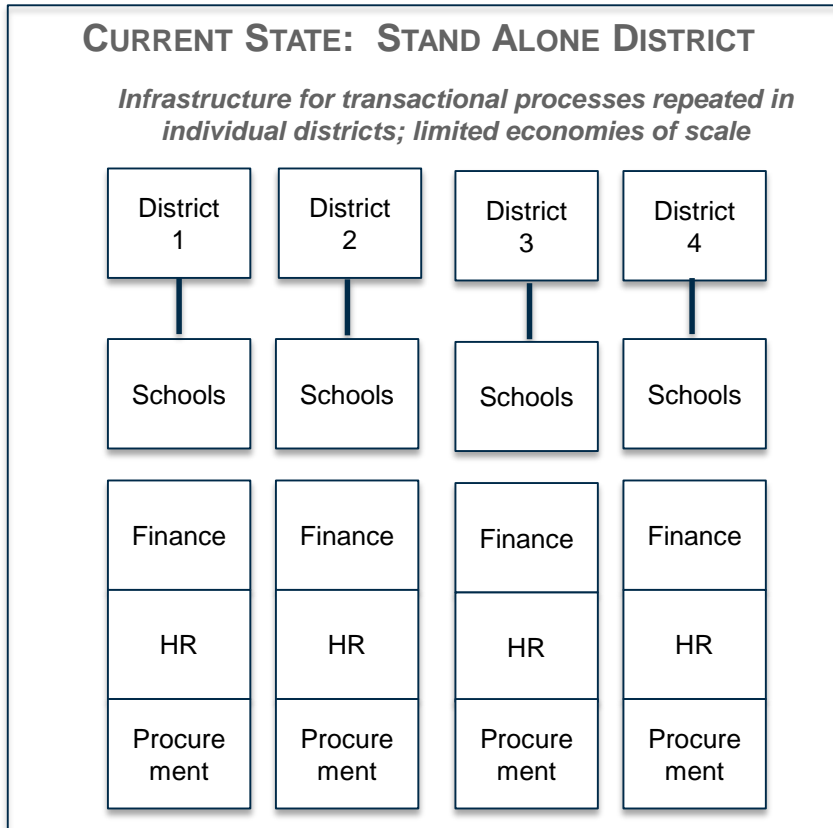 CURRENT STATE: STAND ALONE DISTRICT
Infrastructure for transactional processes repeated in
individual districts; limited economies of scale
District
1
District
2
District
3
District
4
Schools
Schools
Schools
Schools
Finance
Finance
Finance
Finance
HR
HR
HR
HR
Procure
ment
Procure
ment
Procure
ment
Procure
ment